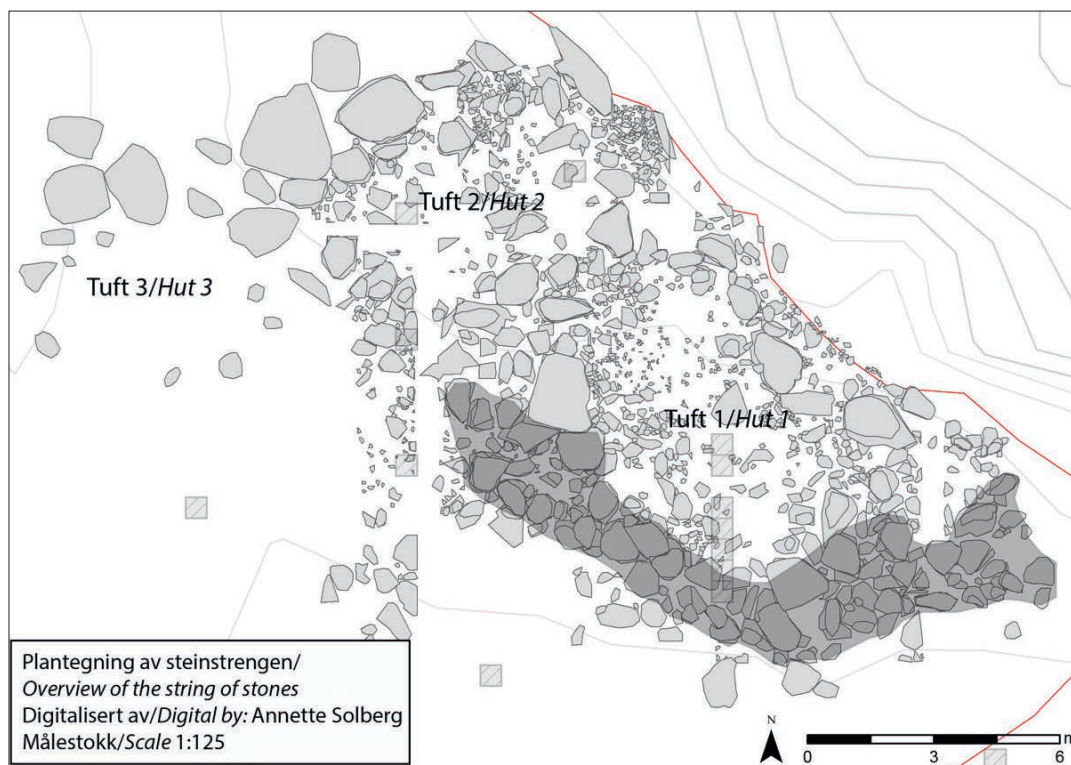 Tuft 2/Hut 2
Tuft 3/Hut 3
Tuft 1/Hut 1
Plantegning av steinstrengen/
Overview of the string of stones
Digitalisert av/Digital by: Annette Solberg
Målestokk/Scale 1:125
N
m
0 3 6